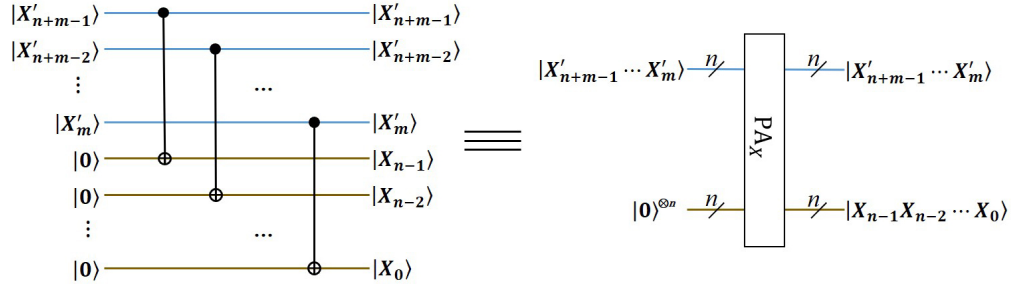 |X′ₙ₊ₘ₋₁⟩ |X′ₙ₊ₘ₋₁⟩
|X′ₙ₊ₘ₋₂⟩ |X′ₙ₊ₘ₋₂⟩
⋮ ...
|X′ₘ⟩ |X′ₘ⟩
|0⟩ |Xₙ₋₁⟩
|0⟩ |Xₙ₋₂⟩
⋮ ...
|0⟩ |X₀⟩
|X′ₙ₊ₘ₋₁ ⋯ X′ₘ⟩ n n |X′ₙ₊ₘ₋₁ ⋯ X′ₘ⟩
PAₓ
|0⟩^⊗n n n |Xₙ₋₁Xₙ₋₂ ⋯ X₀⟩